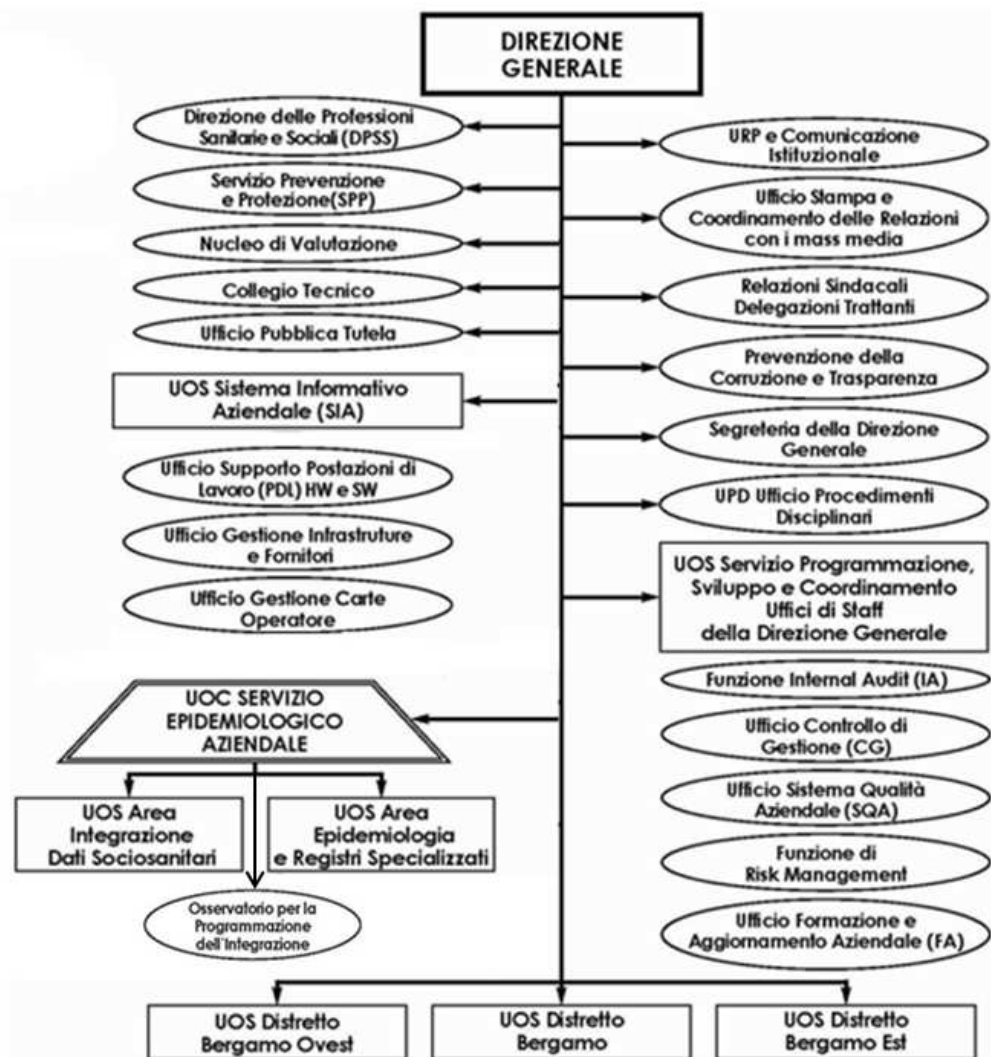 DIREZIONE
GENERALE
Direzione delle Professioni
Sanitarie e Sociali (DPSS)
Servizio Prevenzione
e Protezione(SPP)
Nucleo di Valutazione
Collegio Tecnico
Ufficio Pubblica Tutela
UOS Sistema Informativo
Aziendale (SIA)
Ufficio Supporto Postazioni di
Lavoro (PDL) HW e SW
Ufficio Gestione Infrastruture
e Fornitori
Ufficio Gestione Carte
Operatore
UOC SERVIZIO
EPIDEMIOLOGICO
AZIENDALE
UOS Area
Integrazione
Dati Sociosanitari
UOS Area
Epidemiologia
e Registri Specializzati
Osservatorio per la
Programmazione
dell'Integrazione
URP e Comunicazione
Istituzionale
Ufficio Stampa e
Coordinamento delle Relazioni
con i mass media
Relazioni Sindacali
Delegazioni Trattanti
Prevenzione della
Corruzione e Trasparenza
Segreteria della Direzione
Generale
UPD Ufficio Procedimenti
Disciplinari
UOS Servizio Programmazione,
Sviluppo e Coordinamento
Uffici di Staff
della Direzione Generale
Funzione Internal Audit (IA)
Ufficio Controllo di
Gestione (CG)
Ufficio Sistema Qualità
Aziendale (SQA)
Funzione di
Risk Management
Ufficio Formazione e
Aggiornamento Aziendale (FA)
UOS Distretto
Bergamo Ovest
UOS Distretto
Bergamo
UOS Distretto
Bergamo Est